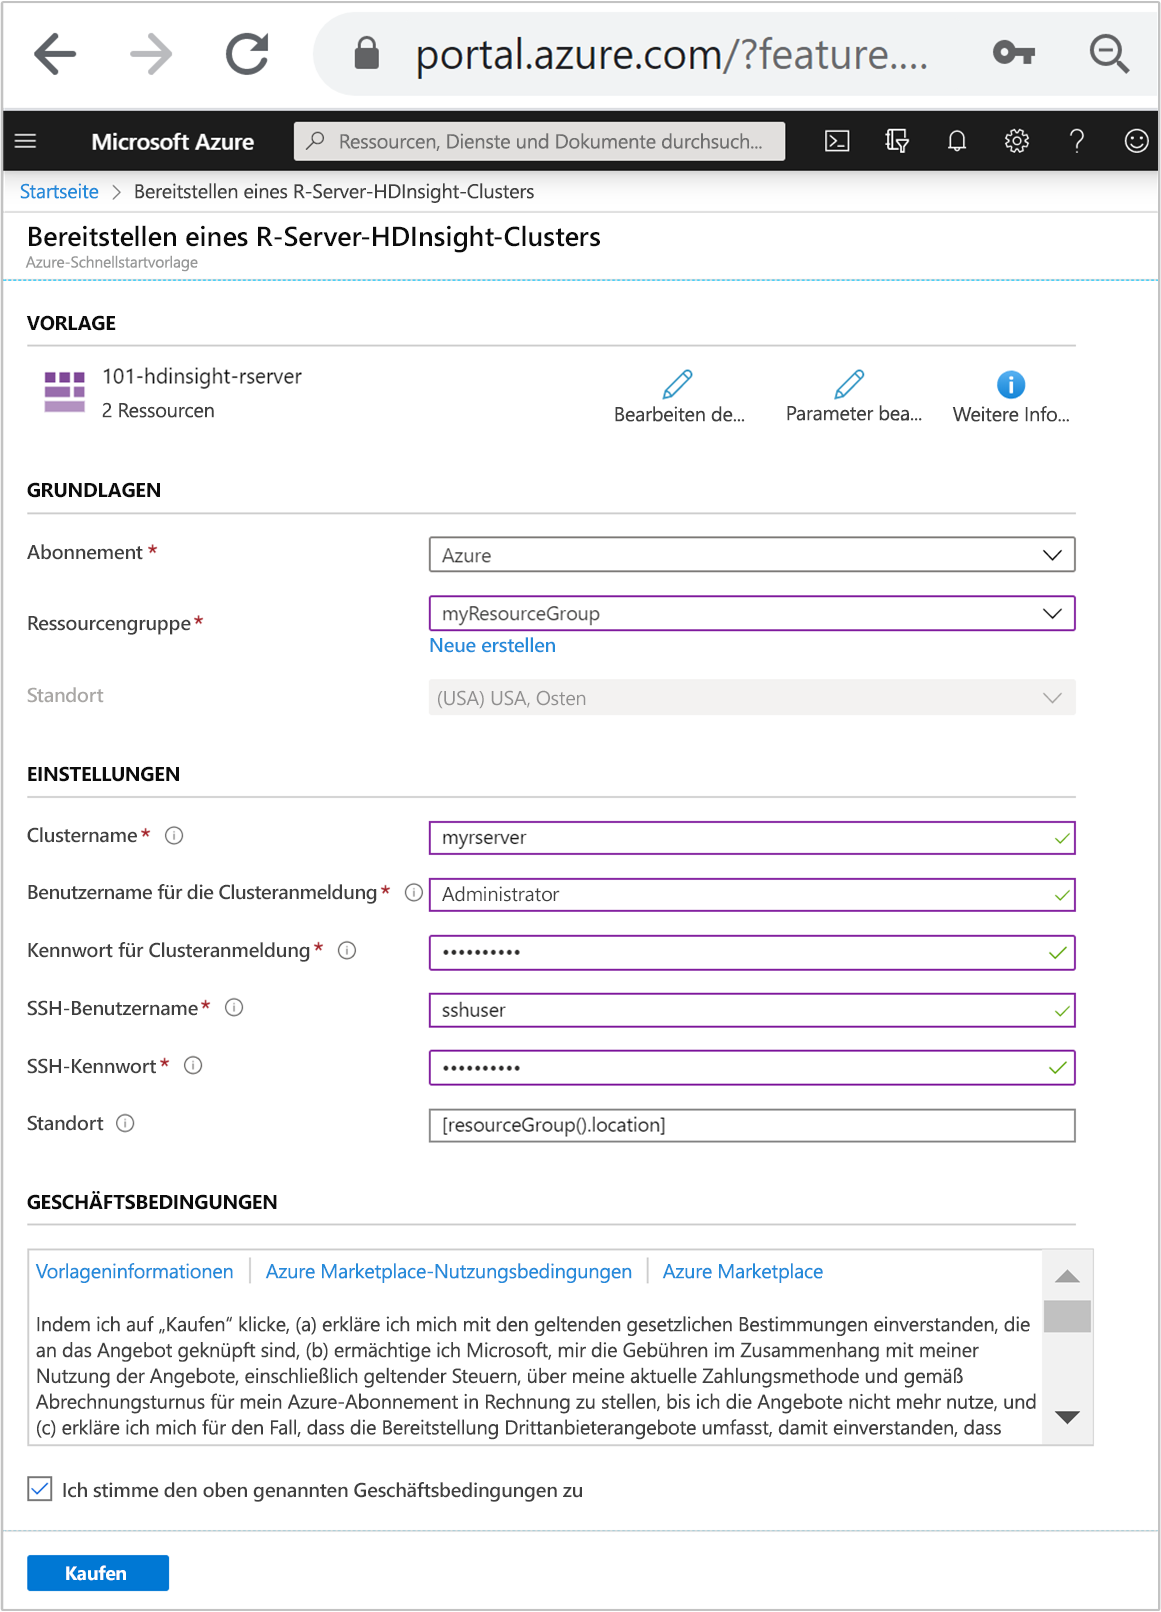 portal.azure.com/?feature....
Microsoft Azure
Ressourcen, Dienste und Dokumente durchsuch...
Startseite > Bereitstellen eines R-Server-HDInsight-Clusters
Bereitstellen eines R-Server-HDInsight-Clusters
Azure-Schnellstartvorlage
VORLAGE
101-hdinsight-rserver
2 Ressourcen
Bearbeiten de...
Parameter bea...
Weitere Info...
GRUNDLAGEN
Abonnement *
Azure
Ressourcengruppe*
myResourceGroup
Neue erstellen
Standort
(USA) USA, Osten
EINSTELLUNGEN
Clustername*
myrserver
Benutzername für die Clusteranmeldung*
Administrator
Kennwort für Clusteranmeldung*
••••••••••
SSH-Benutzername*
sshuser
SSH-Kennwort*
••••••••••
Standort
[resourceGroup().location]
GESCHÄFTSBEDINGUNGEN
Vorlageninformationen | Azure Marketplace-Nutzungsbedingungen | Azure Marketplace
Indem ich auf „Kaufen“ klicke, (a) erkläre ich mich mit den geltenden gesetzlichen Bestimmungen einverstanden, die
an das Angebot geknüpft sind, (b) ermächtige ich Microsoft, mir die Gebühren im Zusammenhang mit meiner
Nutzung der Angebote, einschließlich geltender Steuern, über meine aktuelle Zahlungsmethode und gemäß
Abrechnungsturnus für mein Azure-Abonnement in Rechnung zu stellen, bis ich die Angebote nicht mehr nutze, und
(c) erkläre ich mich für den Fall, dass die Bereitstellung Drittanbieterangebote umfasst, damit einverstanden, dass
Ich stimme den oben genannten Geschäftsbedingungen zu
Kaufen